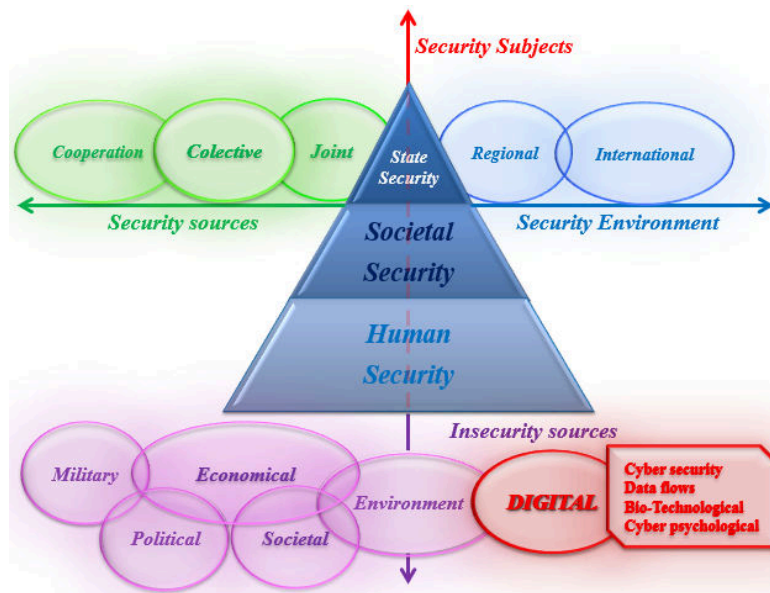 Security Subjects
Cooperation
Colective
Joint
State
Security
Regional
International
Security sources
Security Environment
Societal
Security
Human
Security
Insecurity sources
Military
Economical
Environment
DIGITAL
Cyber security
Data flows
Bio-Technological
Cyber psychological
Political
Societal